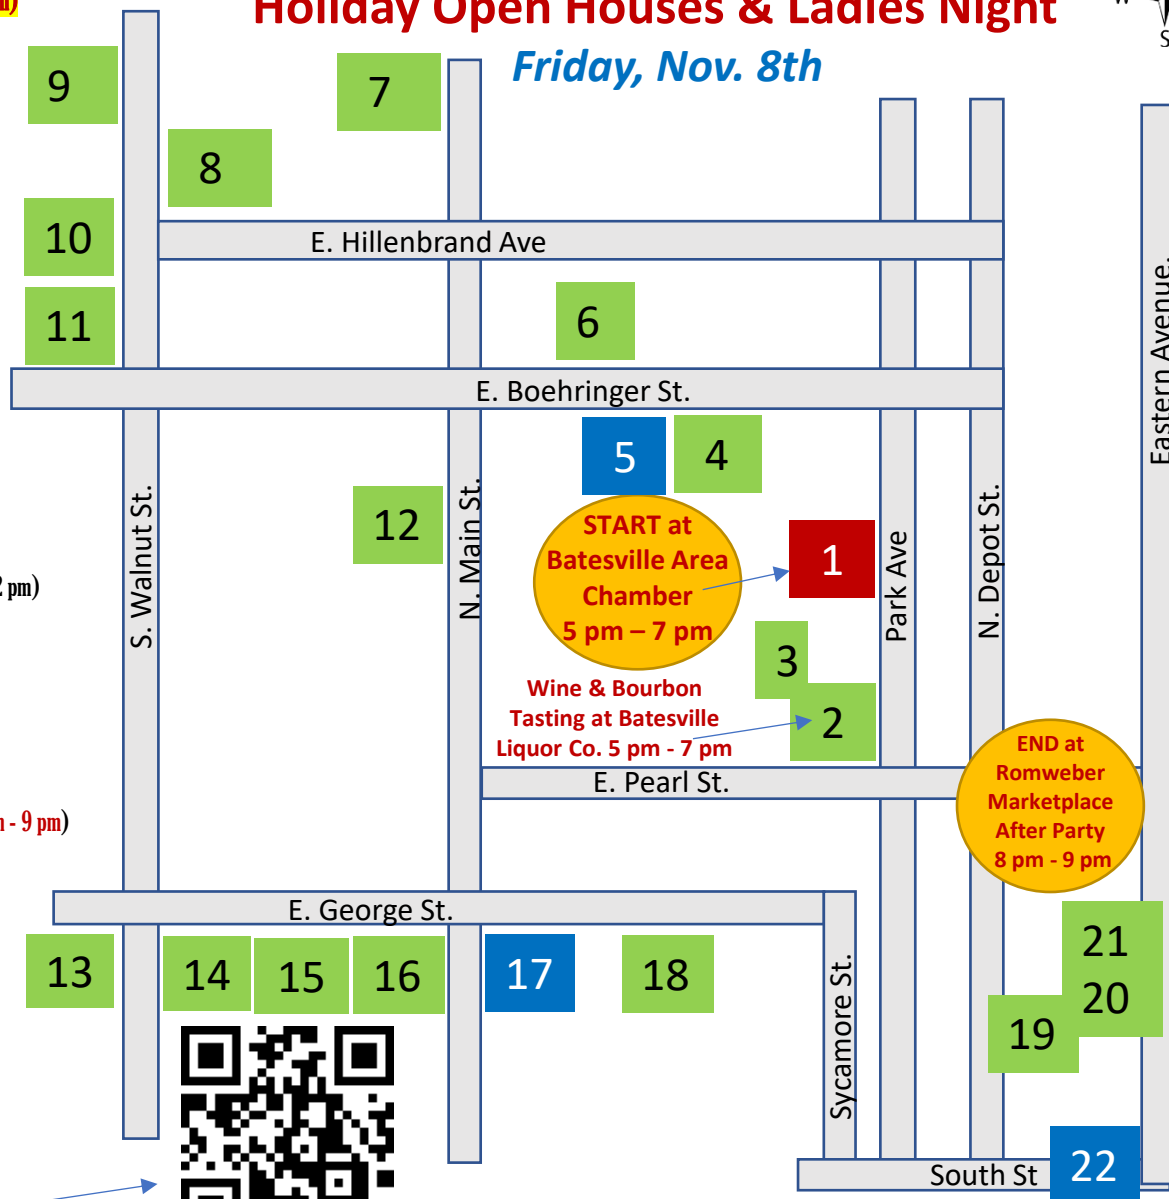 m)
Holiday Open Houses & Ladies Night
W
S
Friday, Nov. 8th
9
7
8
10
E. Hillenbrand Ave
11
6
E. Boehringer St.
Eastern Avenue.
5
4
12
S. Walnut St.
N. Main St.
START at
Batesville Area
Chamber
5 pm – 7 pm
1
Park Ave
N. Depot St.
2 pm)
3
Wine & Bourbon
Tasting at Batesville
Liquor Co. 5 pm - 7 pm
2
E. Pearl St.
END at
Romweber
Marketplace
After Party
8 pm - 9 pm
- 9 pm)
E. George St.
13
14
15
16
17
18
21
20
19
Sycamore St.
South St
22